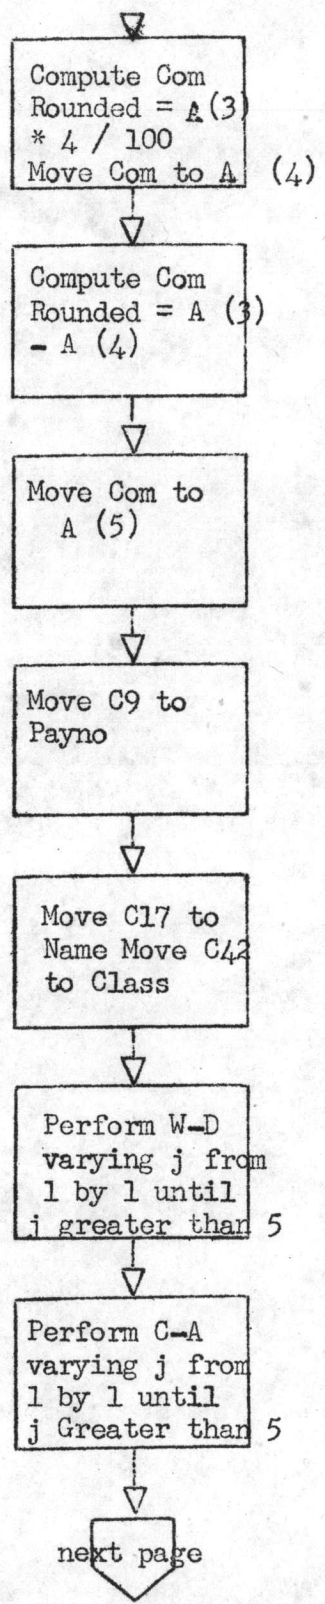 Compute Com
Rounded = A (3)
* 4 / 100
Move Com to A (4)
Compute Com
Rounded = A (3)
- A (4)
Move Com to
A (5)
Move C9 to
Payno
Move C17 to
Name Move C42
to Class
Perform W-D
varying j from
1 by 1 until
j greater than 5
Perform C-A
varying j from
1 by 1 until
j Greater than 5
next page